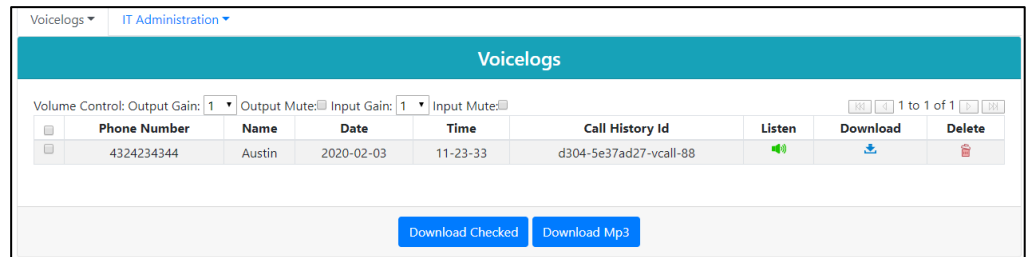 Voicelogs IT Administration
Voicelogs
Volume Control: Output Gain: 1 Output Mute: Input Gain: 1 Input Mute: 1 to 1 of 1
Phone Number Name Date Time Call History Id Listen Download Delete
4324234344 Austin 2020-02-03 11-23-33 d304-5e37ad27-vcall-88
Download Checked Download Mp3